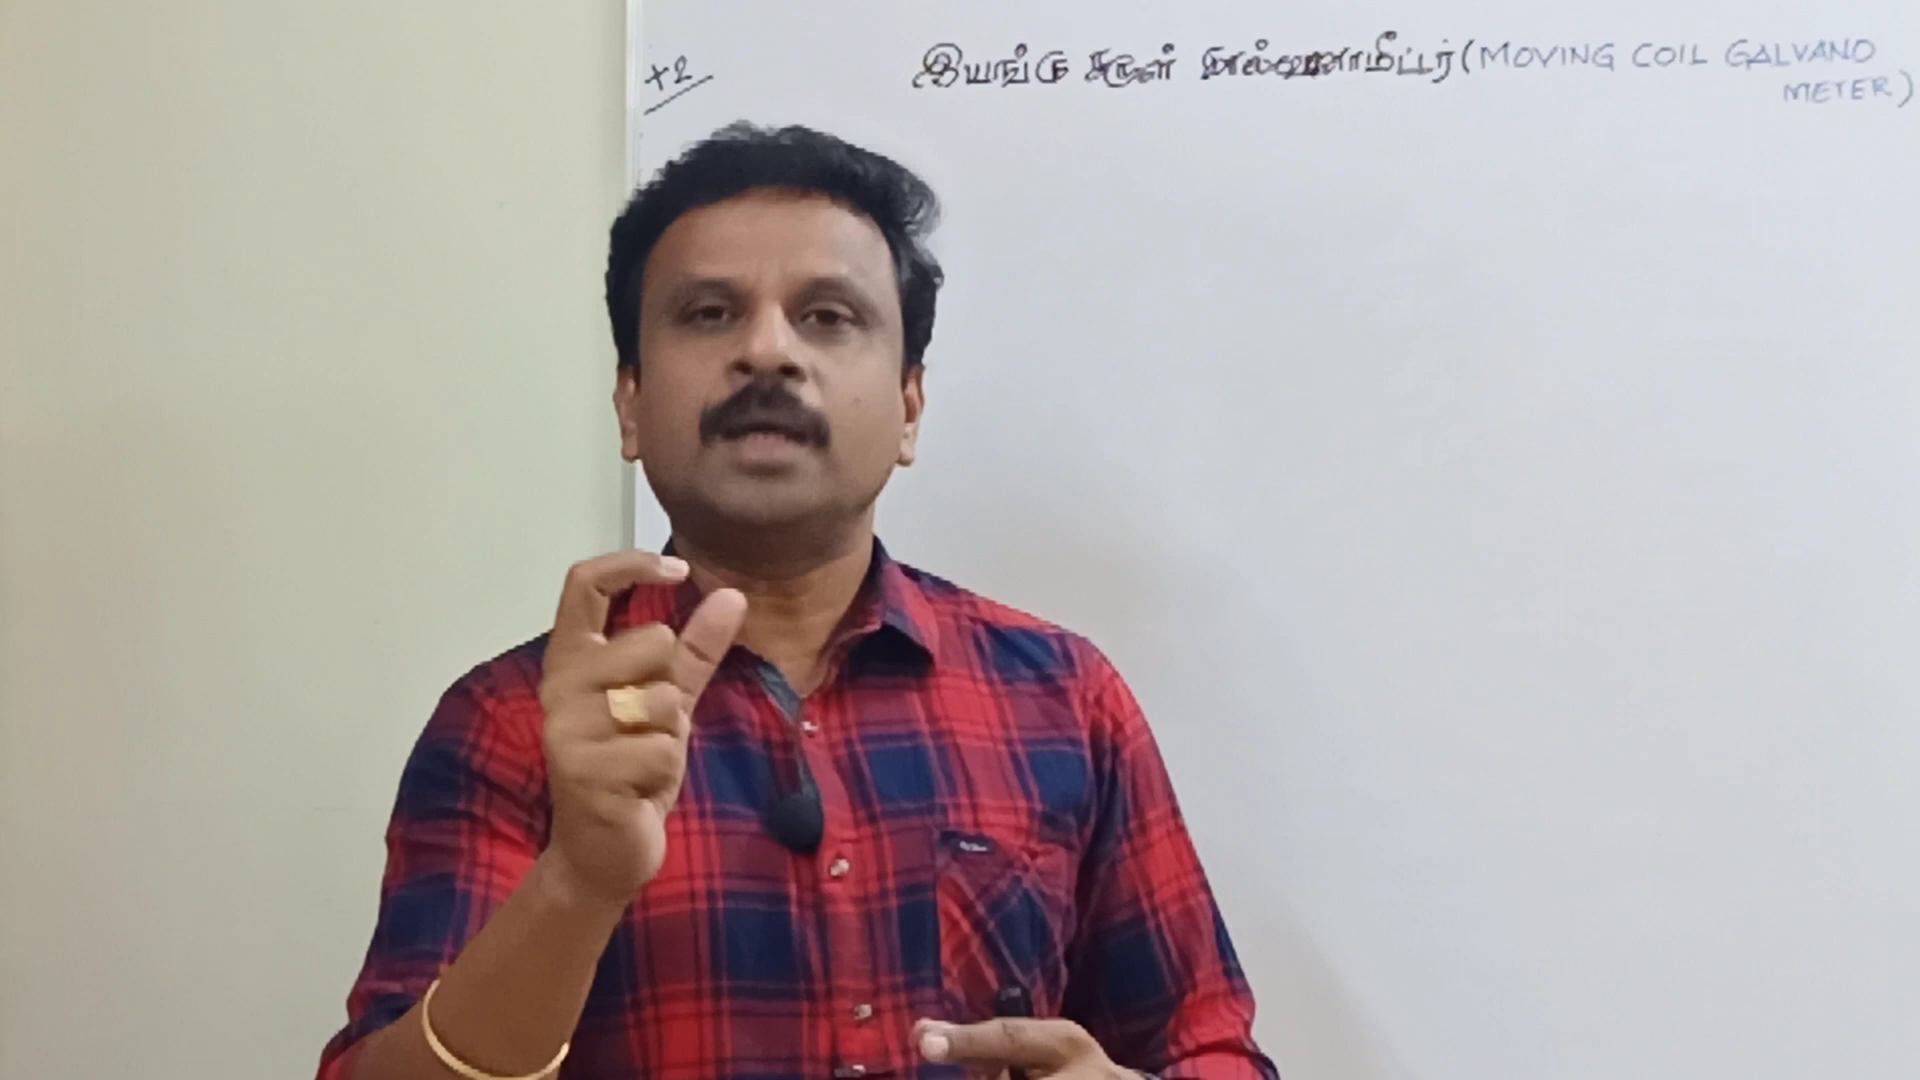 +2
இயங்கு சுருள் கால்வனாமீட்டர் (MOVING COIL GALVANO
METER)